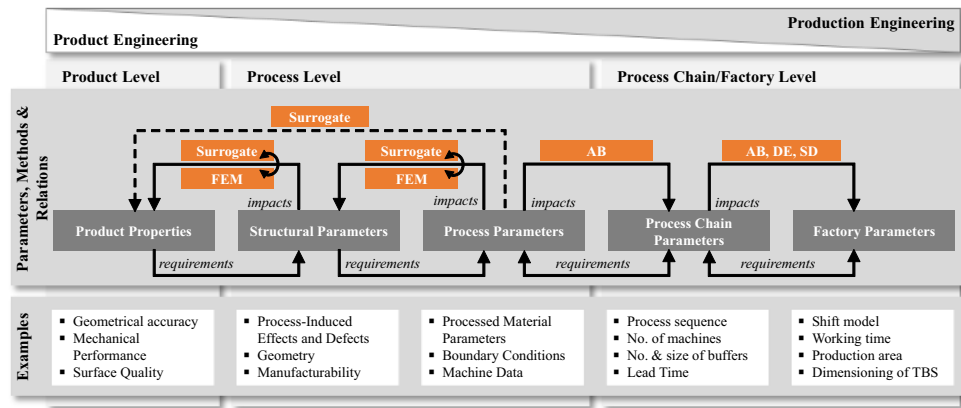 Production Engineering
Product Engineering
Product Level
Process Level
Process Chain/Factory Level
Parameters, Methods &
Relations
Surrogate
Surrogate
FEM
Surrogate
FEM
AB
AB, DE, SD
impacts
impacts
impacts
impacts
Product Properties
Structural Parameters
Process Parameters
Process Chain
Parameters
Factory Parameters
requirements
requirements
requirements
requirements
Examples
▪ Geometrical accuracy
▪ Mechanical
Performance
▪ Surface Quality
▪ Process-Induced
Effects and Defects
▪ Geometry
▪ Manufacturability
▪ Processed Material
Parameters
▪ Boundary Conditions
▪ Machine Data
▪ Process sequence
▪ No. of machines
▪ No. & size of buffers
▪ Lead Time
▪ Shift model
▪ Working time
▪ Production area
▪ Dimensioning of TBS